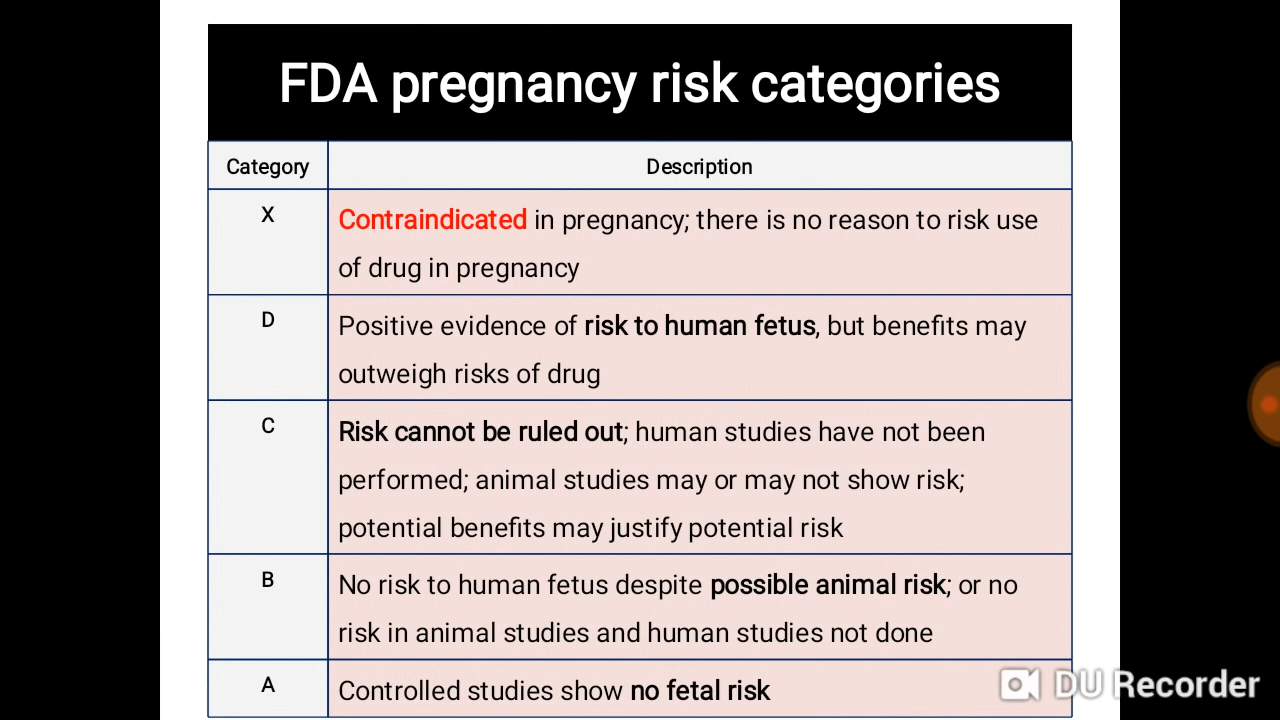 FDA pregnancy risk categories
Category Description
X Contraindicated in pregnancy; there is no reason to risk use
of drug in pregnancy
D Positive evidence of risk to human fetus, but benefits may
outweigh risks of drug
C Risk cannot be ruled out; human studies have not been
performed; animal studies may or may not show risk;
potential benefits may justify potential risk
B No risk to human fetus despite possible animal risk; or no
risk in animal studies and human studies not done
A Controlled studies show no fetal risk
DU Recorder